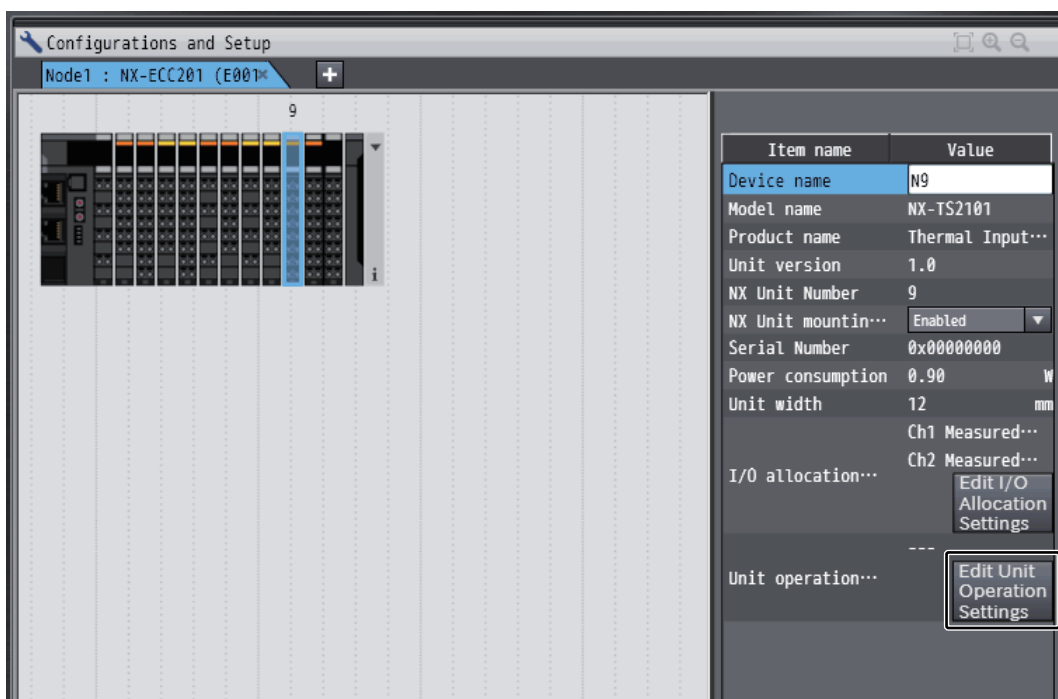 Configurations and Setup
Node1 : NX-ECC201 (E001
9
Item name Value
Device name N9
Model name NX-TS2101
Product name Thermal Input···
Unit version 1.0
NX Unit Number 9
NX Unit mountin··· Enabled
Serial Number 0x00000000
Power consumption 0.90 W
Unit width 12 mm
Ch1 Measured···
Ch2 Measured···
I/O allocation···
Edit I/O
Allocation
Settings
---
Unit operation···
Edit Unit
Operation
Settings